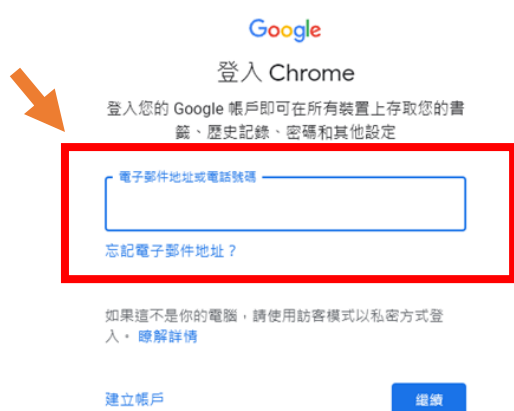 Google
登入 Chrome
登入您的 Google 帳戶即可在所有裝置上存取您的書
籤、歷史記錄、密碼和其他設定
電子郵件地址或電話號碼
忘記電子郵件地址？
如果這不是你的電腦，請使用訪客模式以私密方式登
入。瞭解詳情
建立帳戶
繼續